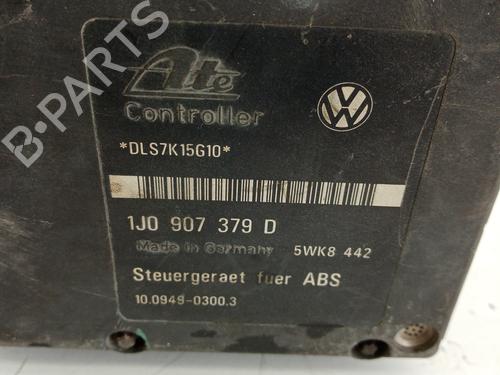 B-PARTS
Ate
Controller
*DLS7K15G10*
1J0 907 379 D
Made in Germany 5WK8 442
Steuergeraet fuer ABS
10.0949-0300.3
B-PARTS